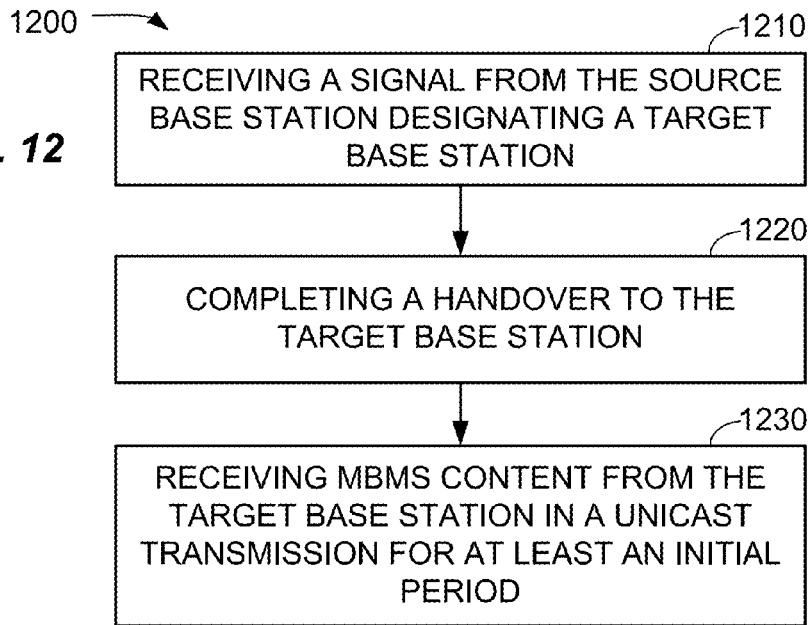 1200
1210
RECEIVING A SIGNAL FROM THE SOURCE
BASE STATION DESIGNATING A TARGET
BASE STATION
. 12
1220
COMPLETING A HANDOVER TO THE
TARGET BASE STATION
1230
RECEIVING MBMS CONTENT FROM THE
TARGET BASE STATION IN A UNICAST
TRANSMISSION FOR AT LEAST AN INITIAL
PERIOD